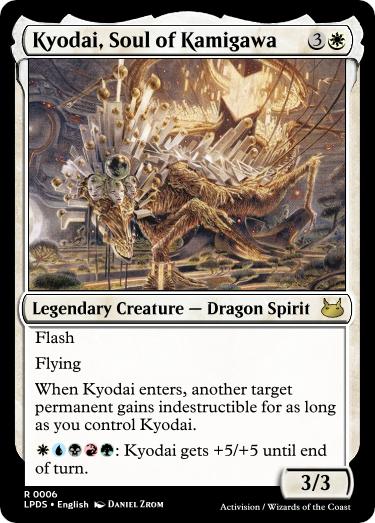 Kyodai, Soul of Kamigawa 3
Legendary Creature — Dragon Spirit
Flash
Flying
When Kyodai enters, another target
permanent gains indestructible for as long
as you control Kyodai.
: Kyodai gets +5/+5 until end
of turn.
3/3
R 0006
LPDS • English Daniel Zrom
Activision / Wizards of the Coast